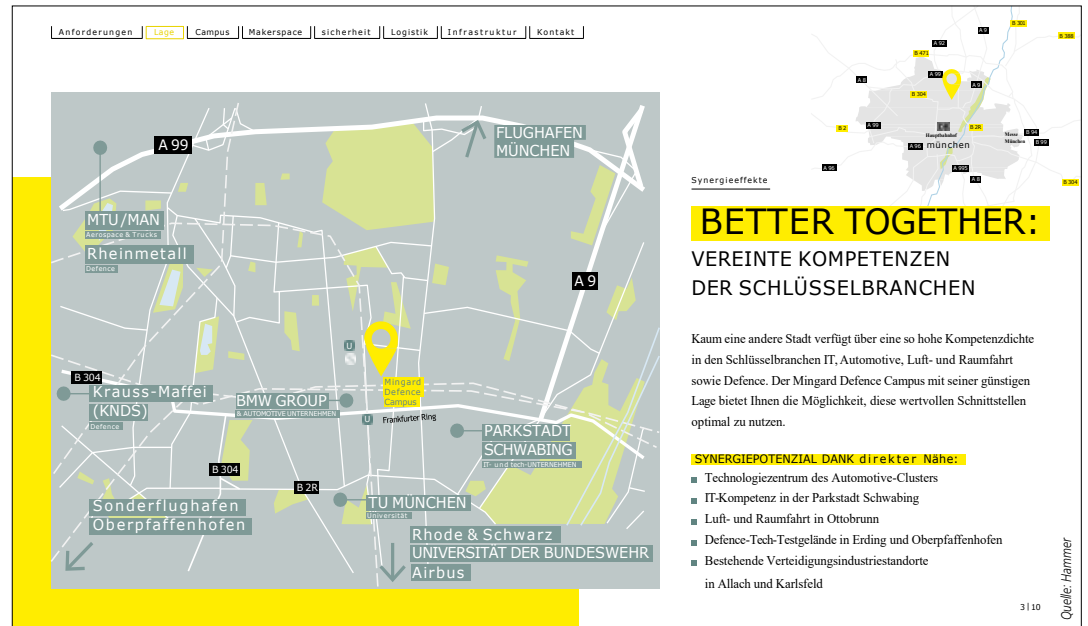 Anforderungen
Lage
Campus
Makerspace
sicherheit
Logistik
Infrastruktur
Kontakt
B 301
A 9
B 388
A 92
B 471
A 99
A 8
A 9
B 304
B 2
A 99
B 2R
Hauptbahnhof
münchen
Messe
München
B 94
B 99
A 96
A 96
A 995
A 8
B 304
A 99
FLUGHAFEN
MÜNCHEN
MTU/MAN
Aerospace & Trucks
Rheinmetall
Defence
A 9
U
Mingard
Defence
Campus
B 304
Krauss-Maffei
(KNDS)
Defence
BMW GROUP
& AUTOMOTIVE UNTERNEHMEN
U
Frankfurter Ring
PARKSTADT
SCHWABING
IT- und tech-UNTERNEHMEN
B 304
B 2R
Sonderflughafen
Oberpfaffenhofen
TU MÜNCHEN
Universität
Rhode & Schwarz
UNIVERSITÄT DER BUNDESWEHR
Airbus
Synergieeffekte
BETTER TOGETHER:
VEREINTE KOMPETENZEN
DER SCHLÜSSELBRANCHEN
Kaum eine andere Stadt verfügt über eine so hohe Kompetenzdichte
in den Schlüsselbranchen IT, Automotive, Luft- und Raumfahrt
sowie Defence. Der Mingard Defence Campus mit seiner günstigen
Lage bietet Ihnen die Möglichkeit, diese wertvollen Schnittstellen
optimal zu nutzen.
SYNERGIEPOTENZIAL DANK direkter Nähe:
Technologiezentrum des Automotive-Clusters
IT-Kompetenz in der Parkstadt Schwabing
Luft- und Raumfahrt in Ottobrunn
Defence-Tech-Testgelände in Erding und Oberpfaffenhofen
Bestehende Verteidigungsindustriestandorte
in Allach und Karlsfeld
3 | 10
Quelle: Hammer